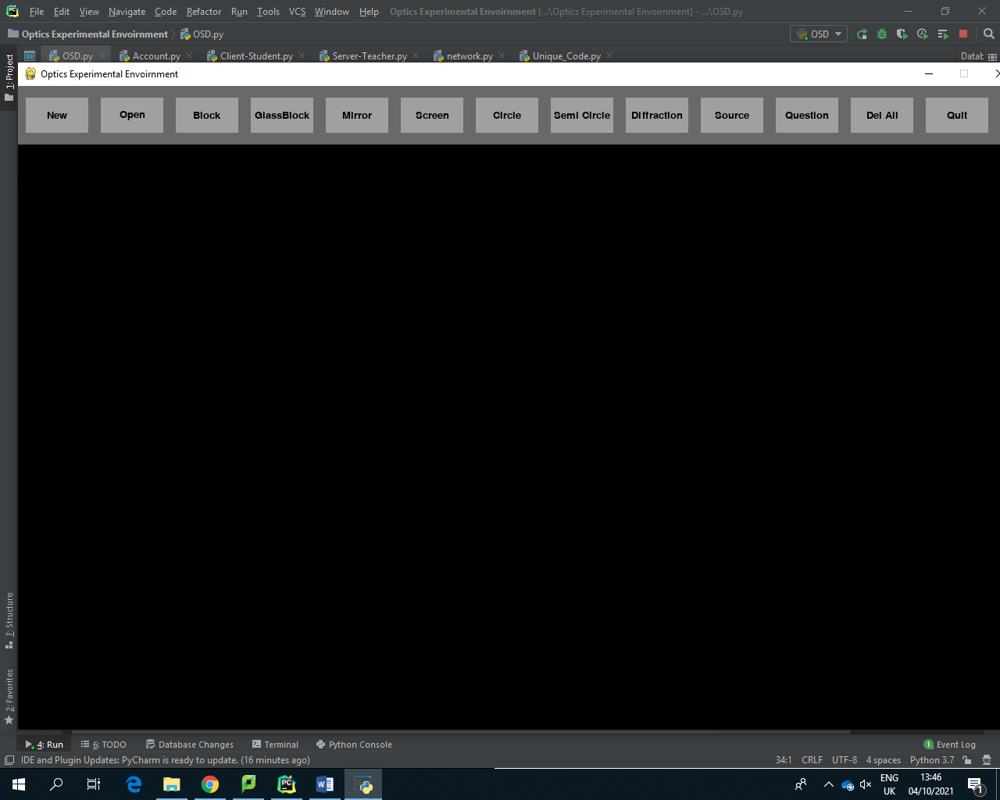 PC File Edit View Navigate Code Refactor Run Tools VCS Window Help Optics Experimental Envoirnment [...\Optics Experimental Envoirnment] - ...\OSD.py
Optics Experimental Envoirnment OSD.py OSD
OSD.py Account.py Client-Student.py Server-Teacher.py network.py Unique_Code.py Datab
1: Project
Optics Experimental Envoirnment
New Open Block GlassBlock Mirror Screen Circle Semi Circle Diffraction Source Question Del All Quit
7: Structure
2: Favorites
4: Run 6: TODO Database Changes Terminal Python Console 1 Event Log
IDE and Plugin Updates: PyCharm is ready to update. (16 minutes ago) 34:1 CRLF UTF-8 4 spaces Python 3.7
PC W ENG 13:46
UK 04/10/2021 1